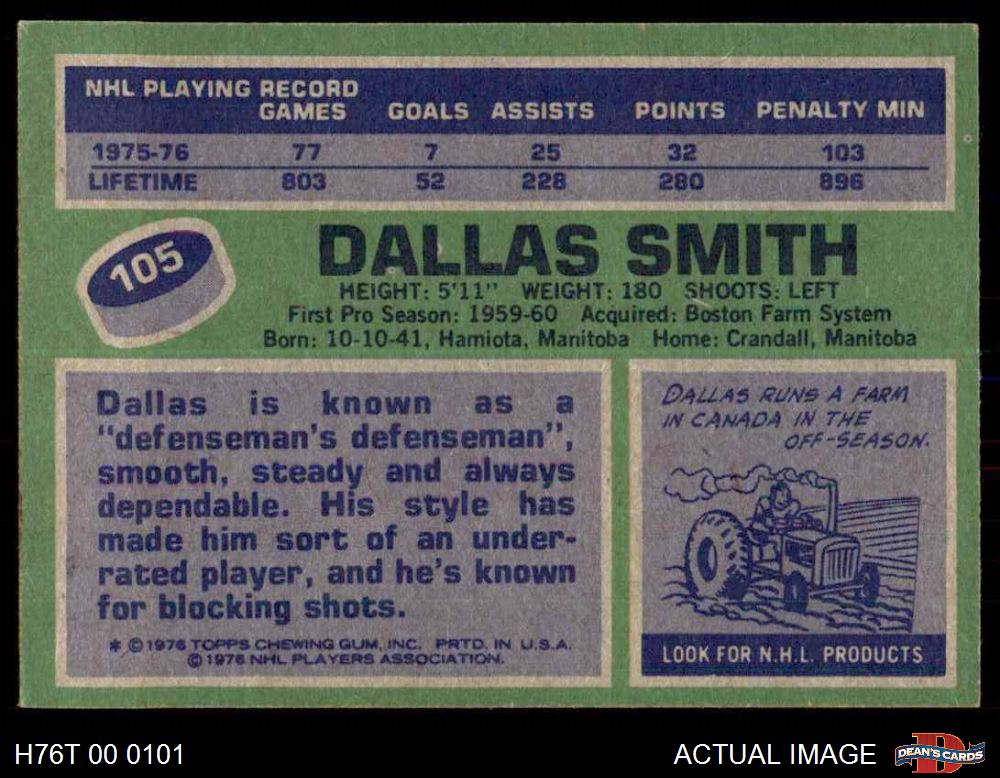 NHL PLAYING RECORD
GAMES GOALS ASSISTS POINTS PENALTY MIN
1975-76 77 7 25 32 103
LIFETIME 803 52 228 280 896
105
DALLAS SMITH
HEIGHT: 5'11" WEIGHT: 180 SHOOTS: LEFT
First Pro Season: 1959-60 Acquired: Boston Farm System
Born: 10-10-41, Hamiota, Manitoba Home: Crandall, Manitoba
Dallas is known as a
"defenseman's defenseman",
smooth, steady and always
dependable. His style has
made him sort of an under-
rated player, and he's known
for blocking shots.
* © 1976 TOPPS CHEWING GUM, INC. PRTD. IN U.S.A.
© 1976 NHL PLAYERS ASSOCIATION.
DALLAS RUNS A FARM
IN CANADA IN THE
OFF-SEASON.
LOOK FOR N.H.L. PRODUCTS
H76T 00 0101
ACTUAL IMAGE
D
DEAN'S CARDS